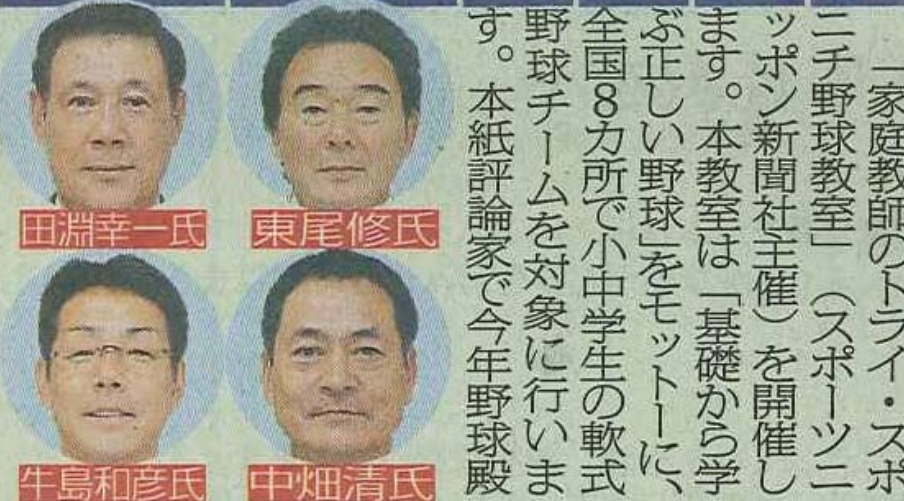 「家庭教師のトライ・スポ
ニチ野球教室」（スポーツニ
ッポン新聞社主催）を開催し
ます。本教室は「基礎から学
ぶ正しい野球」をモットーに、
全国8カ所で小中学生の軟式
野球チームを対象に行いま
す。本紙評論家で今年野球殿
田淵幸一氏
東尾修氏
牛島和彦氏
中畑清氏